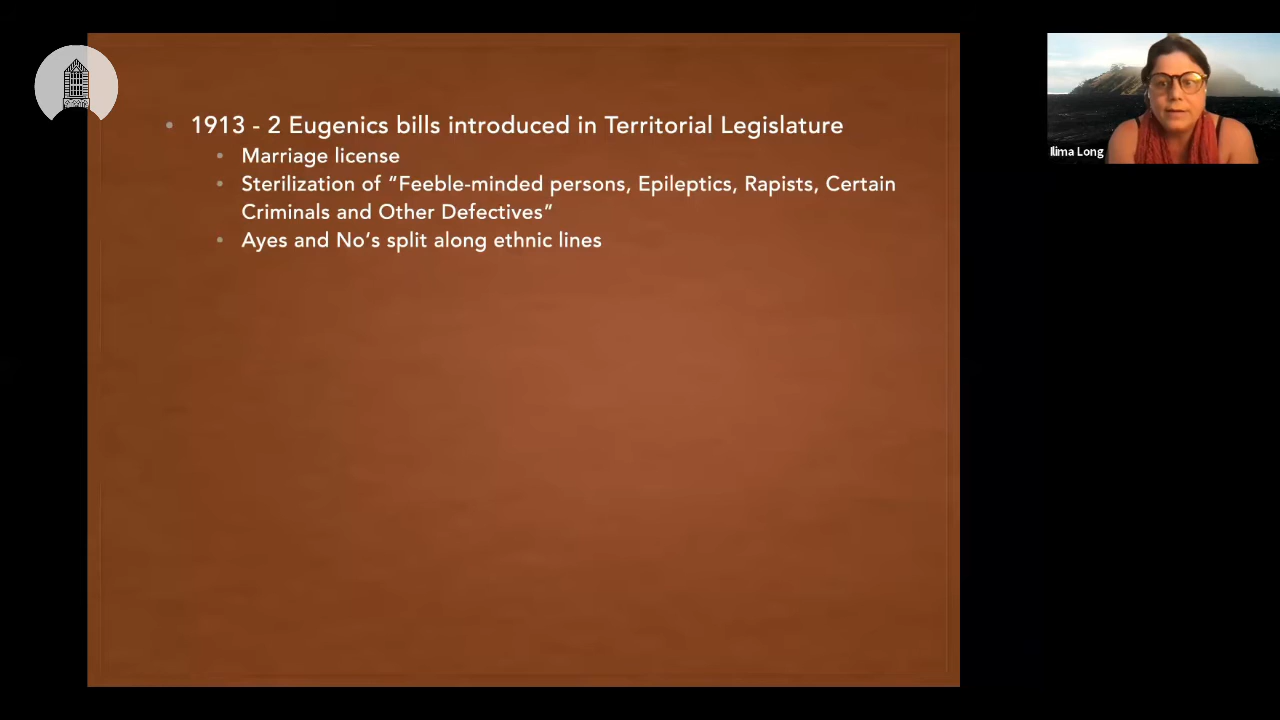 1913 - 2 Eugenics bills introduced in Territorial Legislature
Marriage license
Sterilization of “Feeble-minded persons, Epileptics, Rapists, Certain
Criminals and Other Defectives”
Ayes and No’s split along ethnic lines
Ilima Long